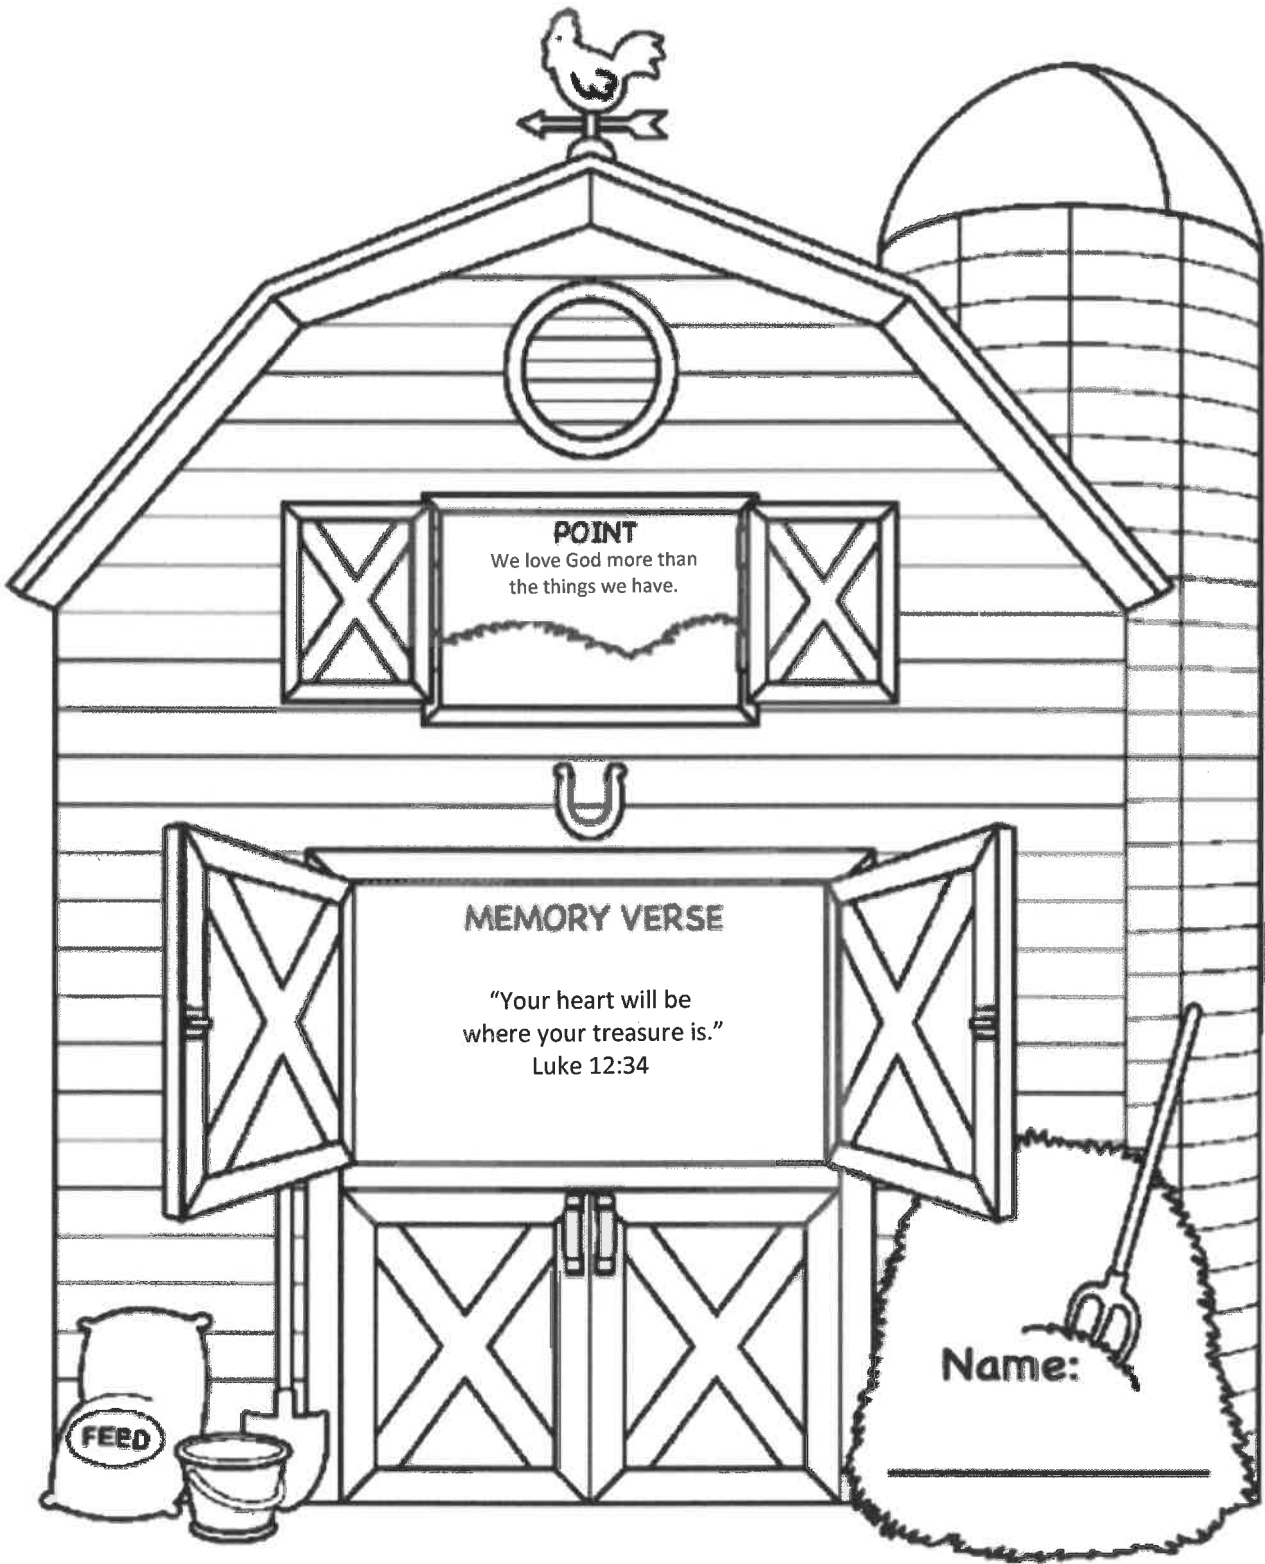 POINT
We love God more than
the things we have.
MEMORY VERSE
“Your heart will be
where your treasure is.”
Luke 12:34
Name:
FEED